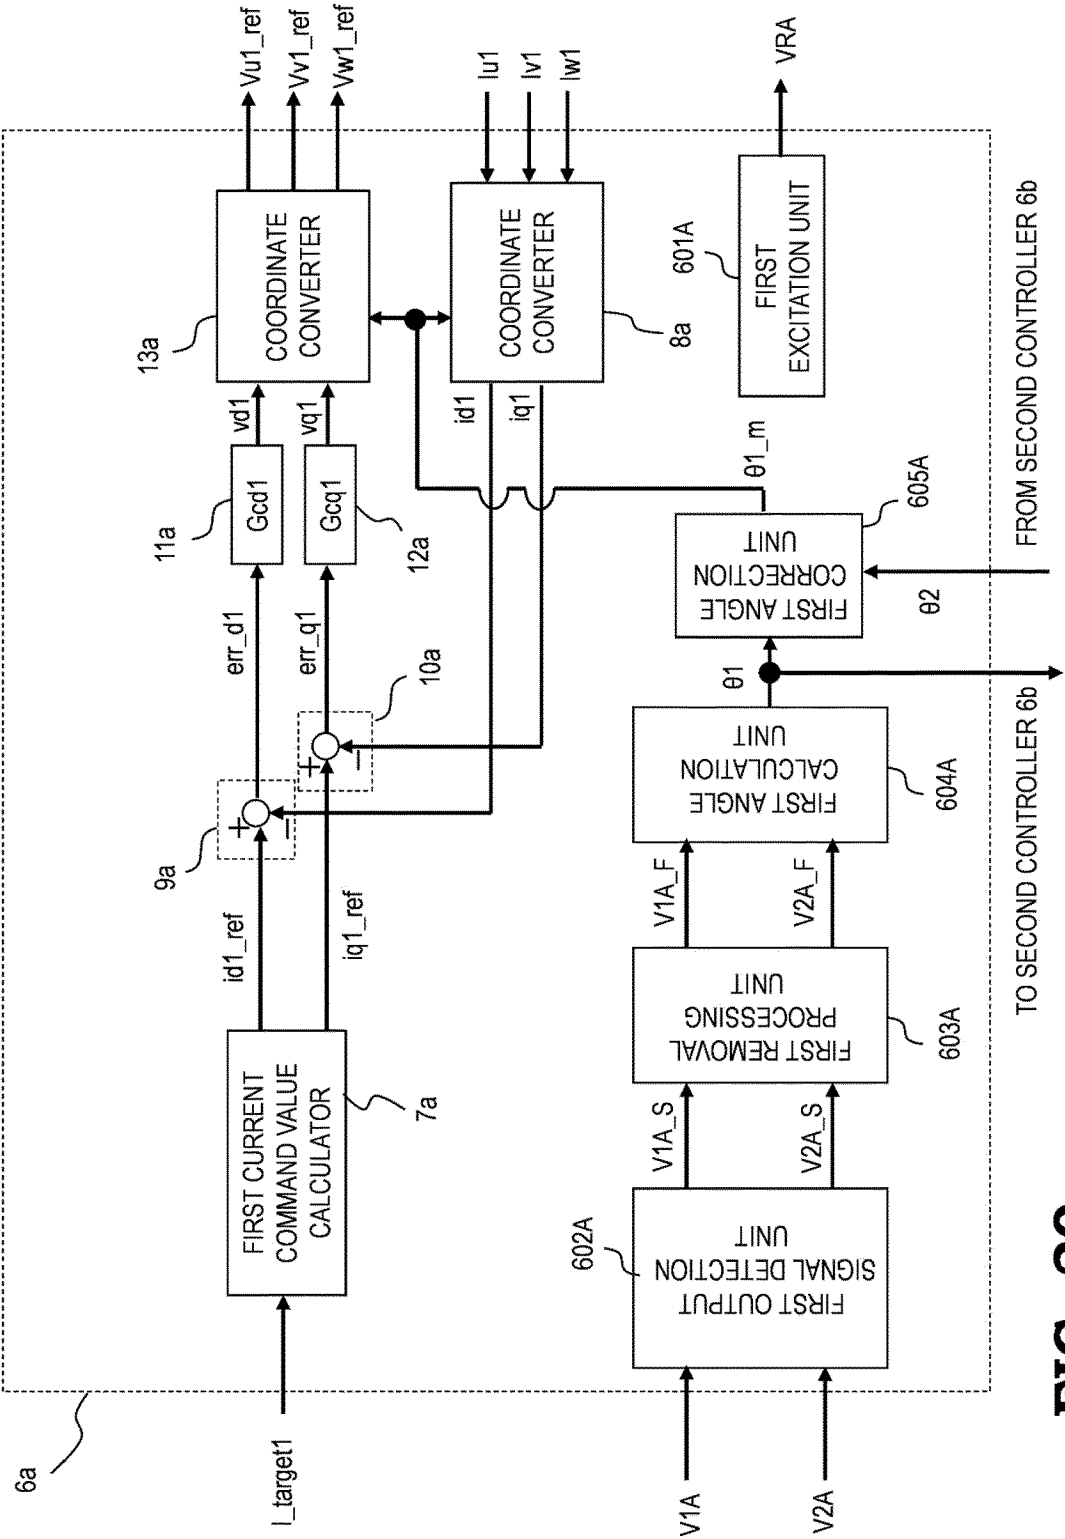 6a
I_target1
FIRST CURRENT
COMMAND VALUE
CALCULATOR
7a
id1_ref
iq1_ref
9a
+
−
10a
+
−
err_d1
err_q1
11a
Gcd1
12a
Gcq1
vd1
vq1
13a
COORDINATE
CONVERTER
Vu1_ref
Vv1_ref
Vw1_ref
Iu1
Iv1
Iw1
COORDINATE
CONVERTER
8a
id1
iq1
V1A
V2A
602A
FIRST OUTPUT
SIGNAL DETECTION
UNIT
V1A_S
V2A_S
FIRST REMOVAL
PROCESSING
UNIT
603A
V1A_F
V2A_F
FIRST ANGLE
CALCULATION
UNIT
604A
θ1
FIRST ANGLE
CORRECTION
UNIT
605A
θ1_m
θ2
601A
FIRST
EXCITATION UNIT
VRA
TO SECOND CONTROLLER 6b
FROM SECOND CONTROLLER 6b